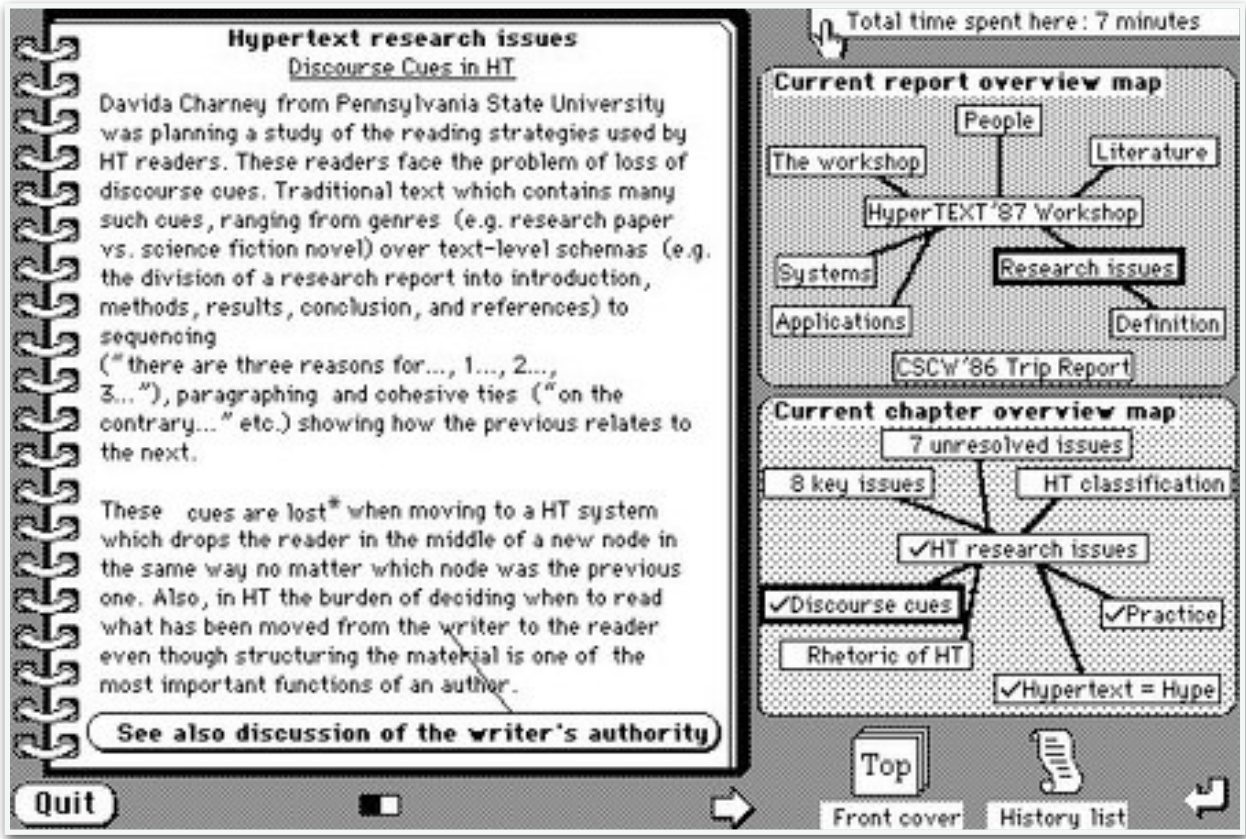 Hypertext research issues
Discourse Cues in HT
Davida Charney from Pennsylvania State University
was planning a study of the reading strategies used by
HT readers. These readers face the problem of loss of
discourse cues. Traditional text which contains many
such cues, ranging from genres (e.g. research paper
vs. science fiction novel) over text-level schemas (e.g.
the division of a research report into introduction,
methods, results, conclusion, and references) to
sequencing
("there are three reasons for..., 1..., 2...,
3..."), paragraphing and cohesive ties ("on the
contrary..." etc.) showing how the previous relates to
the next.
These cues are lost* when moving to a HT system
which drops the reader in the middle of a new node in
the same way no matter which node was the previous
one. Also, in HT the burden of deciding when to read
what has been moved from the writer to the reader
even though structuring the material is one of the
most important functions of an author.
See also discussion of the writer's authority
Quit
Total time spent here: 7 minutes
Current report overview map
People
The workshop
Literature
HyperTEXT'87 Workshop
Systems
Research issues
Applications
Definition
CSCW'86 Trip Report
Current chapter overview map
7 unresolved issues
8 key issues
HT classification
✓HT research issues
✓Discourse cues
✓Practice
Rhetoric of HT
✓Hypertext = Hype
Top
Front cover
History list